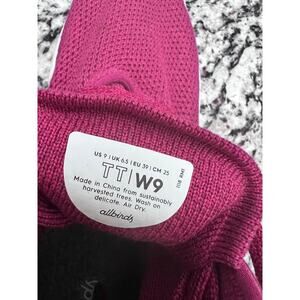 US 9 | UK 6.5 | EU 39 | CM 25
TT | W9
Made in China from sustainably
harvested trees. Wash on
delicate. Air Dry.
allbirds